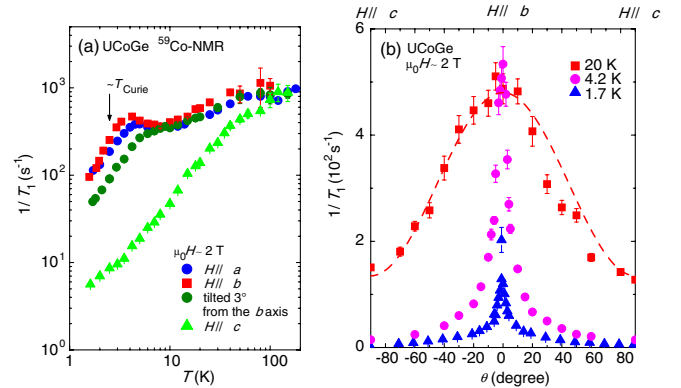 H// c H// b H// c
(a) UCoGe ⁵⁹Co-NMR
~T_Curie
μ₀H~ 2 T
H// a
H// b
tilted 3°
from the b axis
H// c
10⁴
10³
10²
10¹
10⁰
1/ T₁ (s⁻¹)
1 10 100
T (K)
(b) UCoGe
μ₀H~ 2 T
20 K
4.2 K
1.7 K
6
4
2
0
1/ T₁ (10² s⁻¹)
-80 -60 -40 -20 0 20 40 60 80
θ (degree)